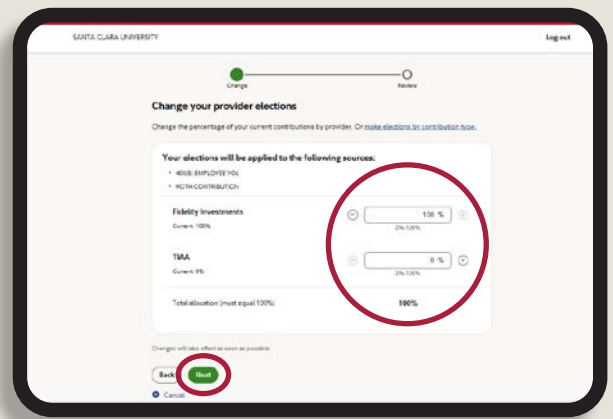 SANTA CLARA UNIVERSITY
Log out
Change
Review
Change your provider elections
Change the percentage of your current contributions by provider. Or make elections by contribution type.
Your elections will be applied to the following sources:
• 403(B) EMPLOYEE VOL
• ROTH CONTRIBUTION
Fidelity Investments
100 %
Current: 100%
0%-100%
TIAA
0 %
Current: 0%
0%-100%
Total allocation (must equal 100%) 100%
Changes will take effect as soon as possible.
Back Next
Cancel